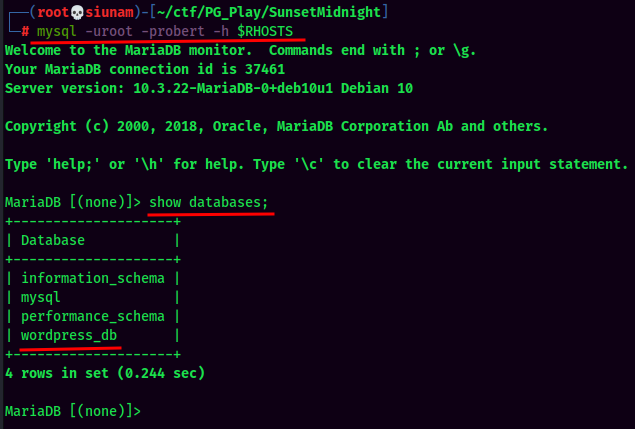 ┌──(root💀siunam)-[~/ctf/PG_Play/SunsetMidnight]
└─# mysql -uroot -probert -h $RHOSTS
Welcome to the MariaDB monitor.  Commands end with ; or \g.
Your MariaDB connection id is 37461
Server version: 10.3.22-MariaDB-0+deb10u1 Debian 10

Copyright (c) 2000, 2018, Oracle, MariaDB Corporation Ab and others.

Type 'help;' or '\h' for help. Type '\c' to clear the current input statement.

MariaDB [(none)]> show databases;
+--------------------+
| Database           |
+--------------------+
| information_schema |
| mysql              |
| performance_schema |
| wordpress_db       |
+--------------------+
4 rows in set (0.244 sec)

MariaDB [(none)]>